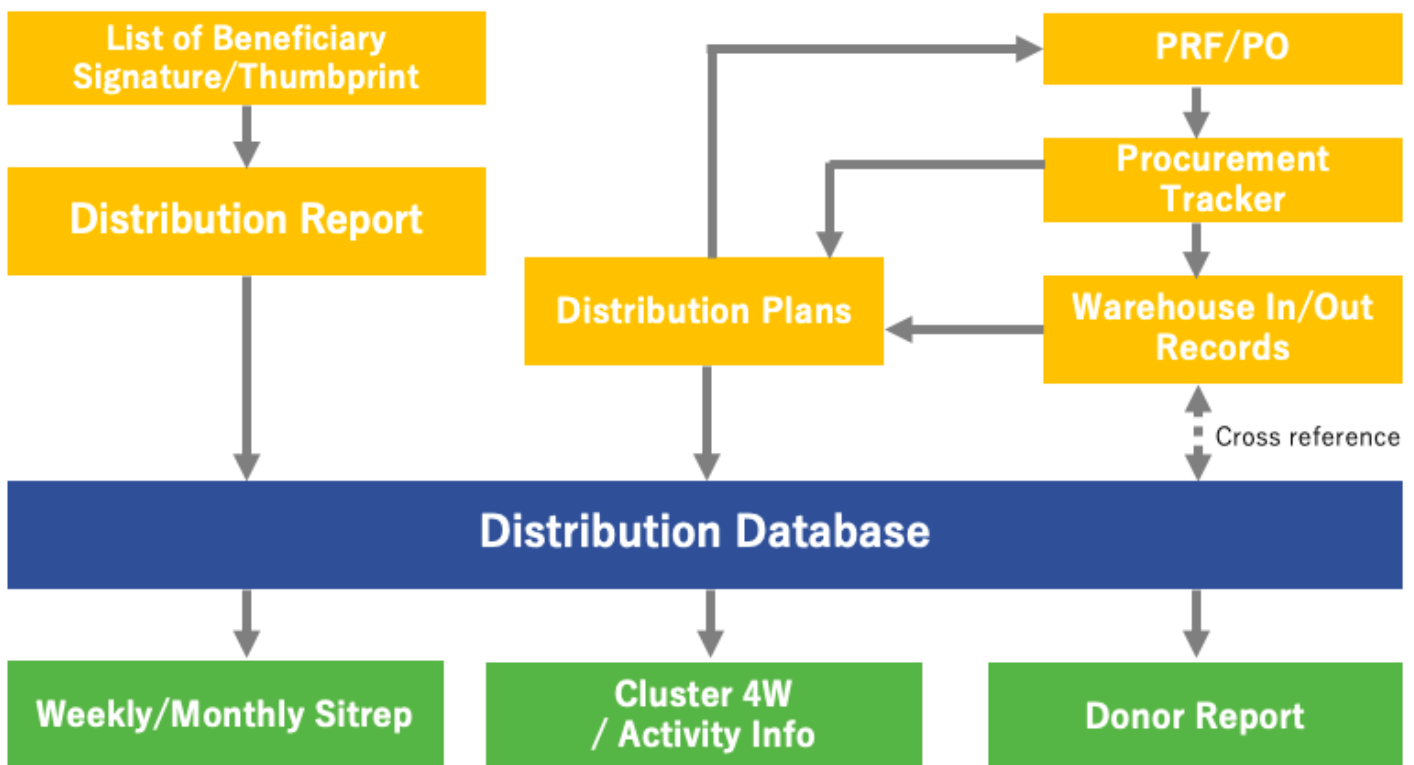 List of Beneficiary
Signature/Thumbprint
PRF/PO
Procurement
Tracker
Distribution Report
Distribution Plans
Warehouse In/Out
Records
Cross reference
Distribution Database
Weekly/Monthly Sitrep
Cluster 4W
/ Activity Info
Donor Report